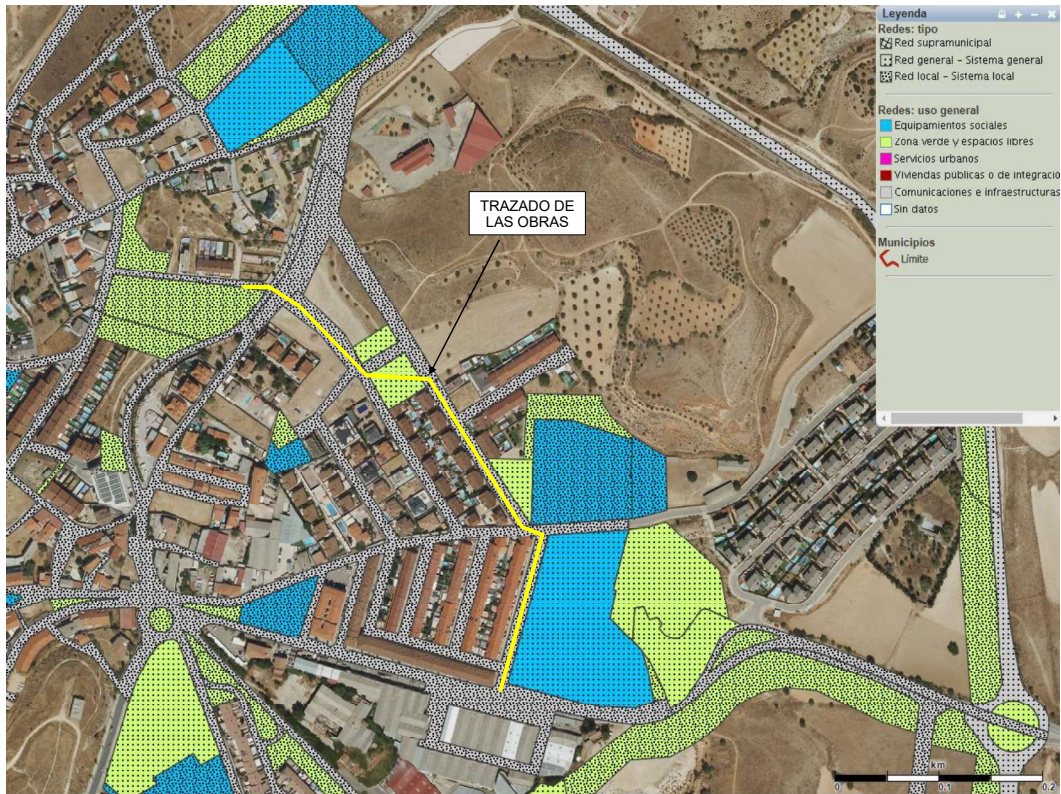 TRAZADO DE
LAS OBRAS
Leyenda
Redes: tipo
Red supramunicipal
Red general - Sistema general
Red local - Sistema local
Redes: uso general
Equipamientos sociales
Zona verde y espacios libres
Servicios urbanos
Viviendas públicas o de integració
Comunicaciones e infraestructuras
Sin datos
Municipios
Límite
km
0 0.1 0.2